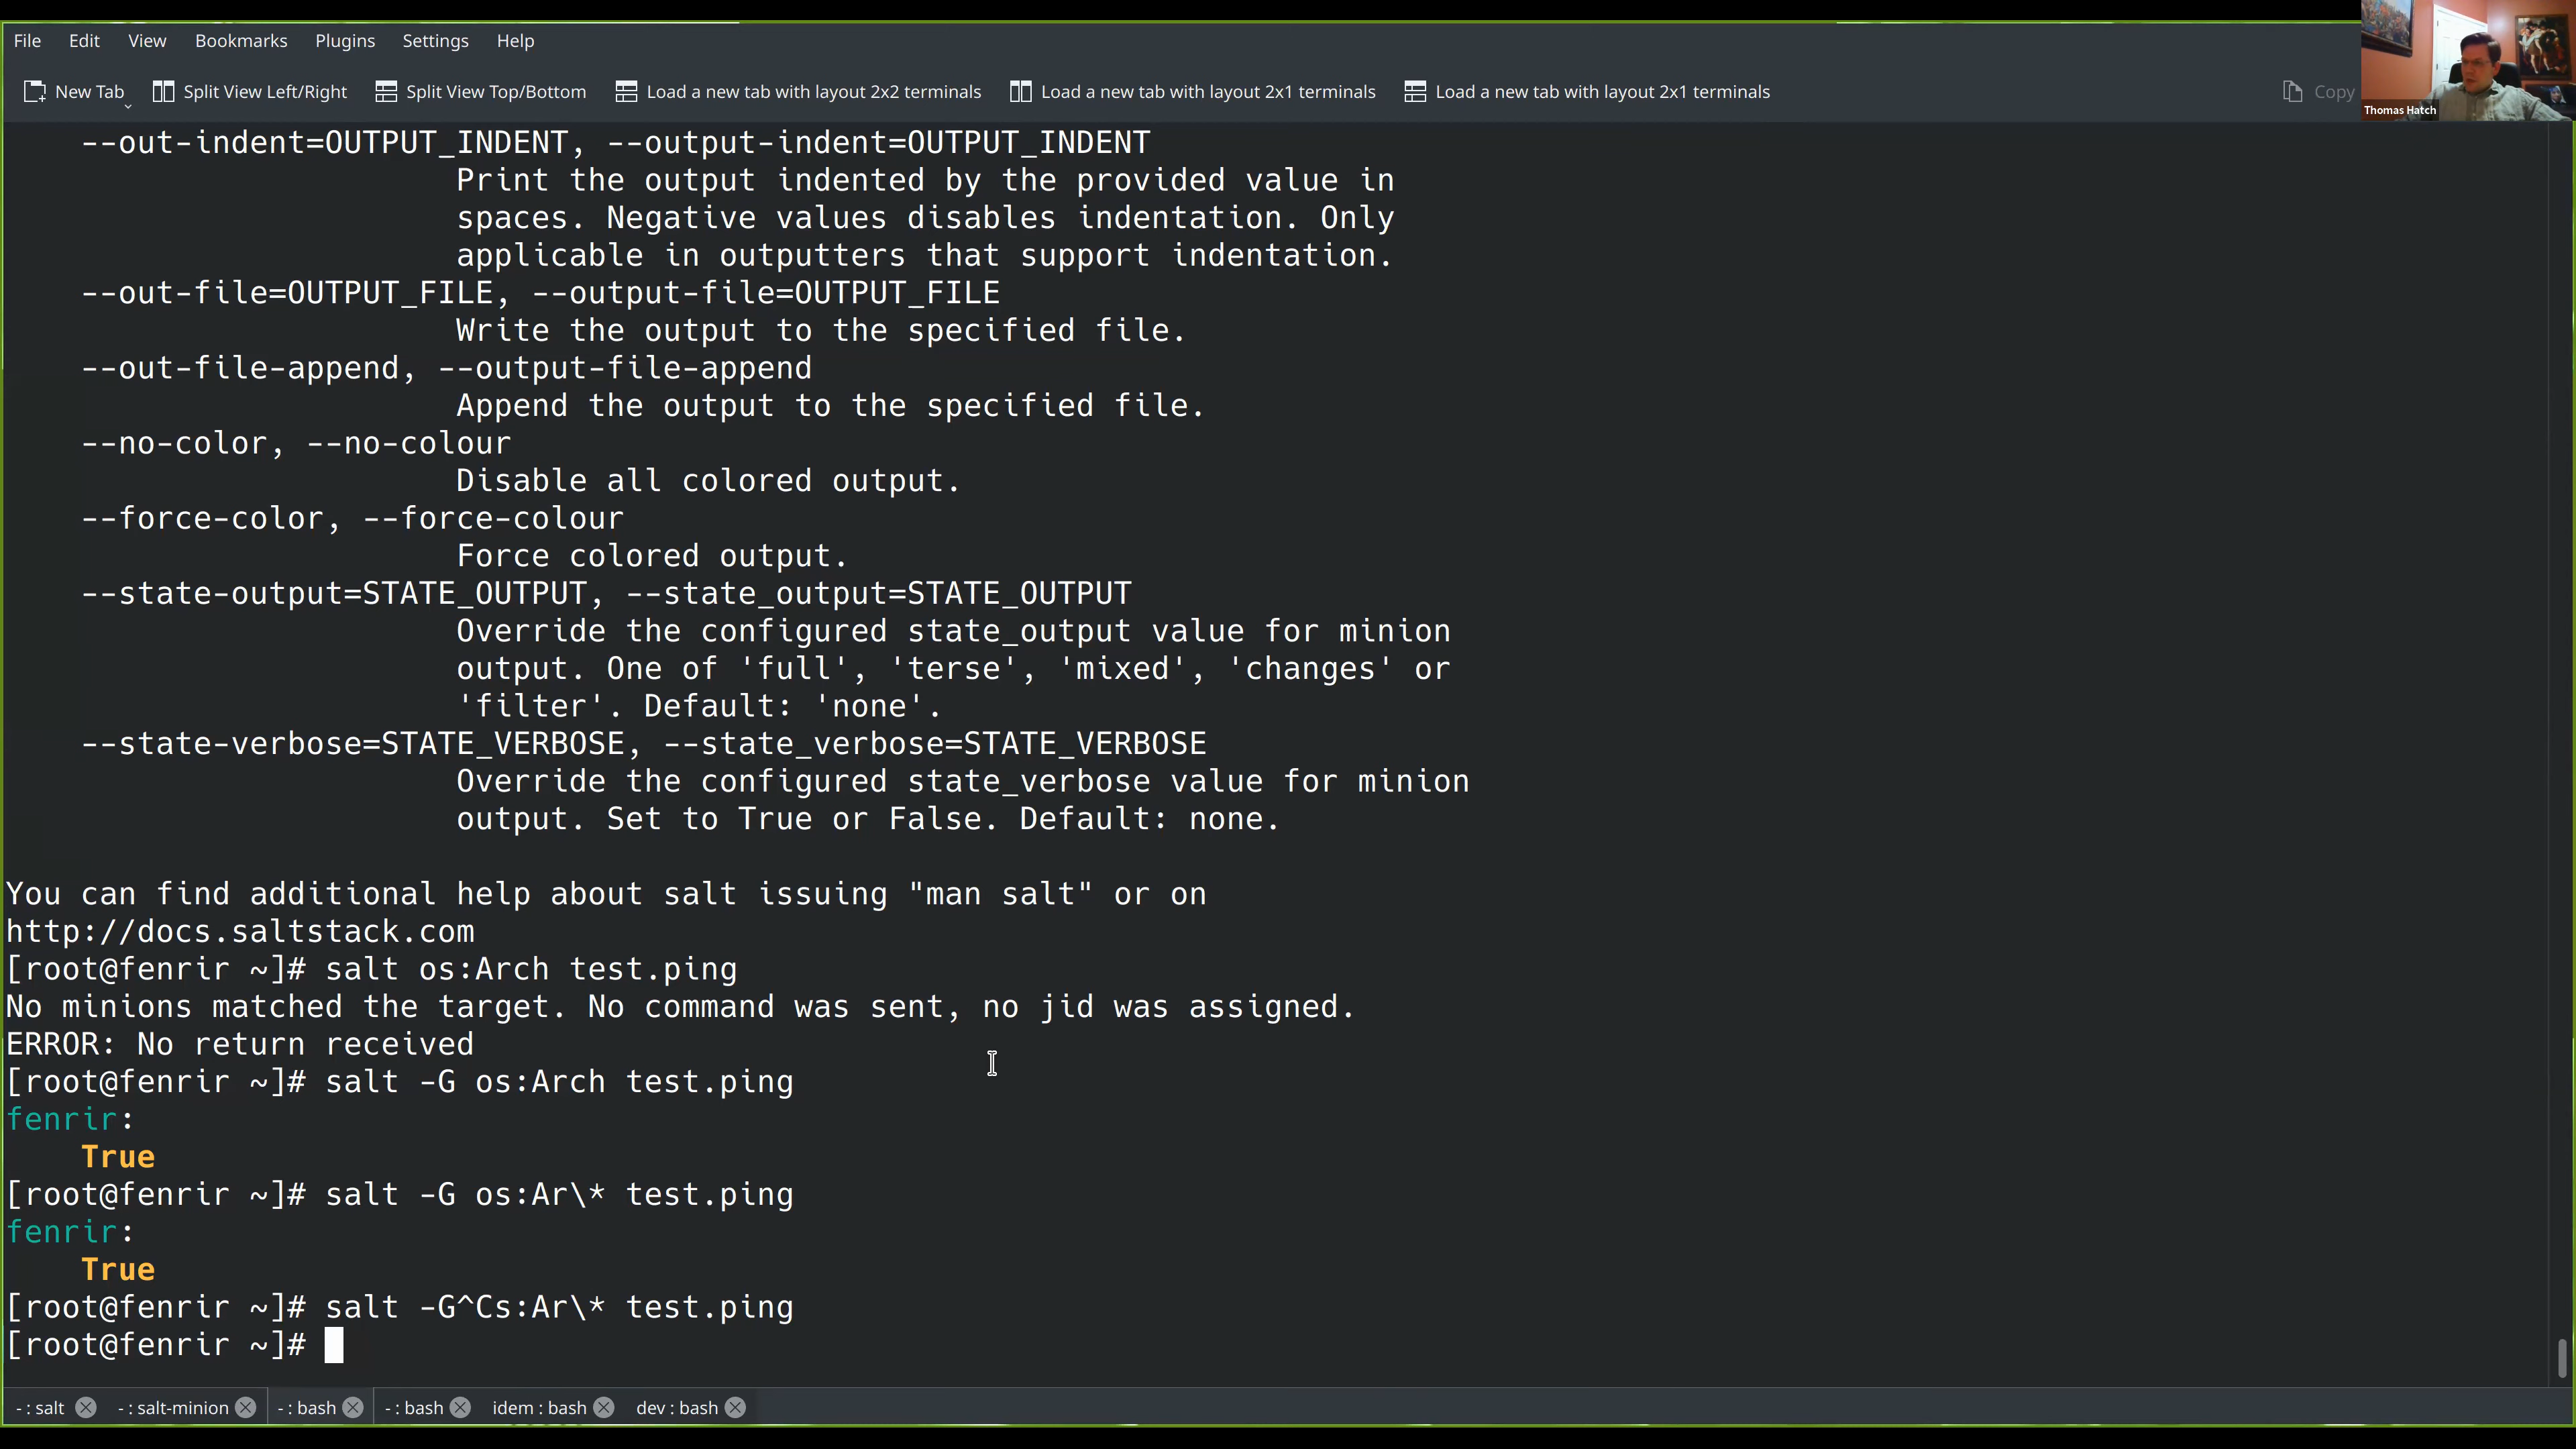 File Edit View Bookmarks Plugins Settings Help
New Tab Split View Left/Right Split View Top/Bottom Load a new tab with layout 2x2 terminals Load a new tab with layout 2x1 terminals Load a new tab with layout 2x1 terminals Copy
Thomas Hatch
--out-indent=OUTPUT_INDENT, --output-indent=OUTPUT_INDENT
Print the output indented by the provided value in
spaces. Negative values disables indentation. Only
applicable in outputters that support indentation.
--out-file=OUTPUT_FILE, --output-file=OUTPUT_FILE
Write the output to the specified file.
--out-file-append, --output-file-append
Append the output to the specified file.
--no-color, --no-colour
Disable all colored output.
--force-color, --force-colour
Force colored output.
--state-output=STATE_OUTPUT, --state_output=STATE_OUTPUT
Override the configured state_output value for minion
output. One of 'full', 'terse', 'mixed', 'changes' or
'filter'. Default: 'none'.
--state-verbose=STATE_VERBOSE, --state_verbose=STATE_VERBOSE
Override the configured state_verbose value for minion
output. Set to True or False. Default: none.
You can find additional help about salt issuing "man salt" or on
http://docs.saltstack.com
[root@fenrir ~]# salt os:Arch test.ping
No minions matched the target. No command was sent, no jid was assigned.
ERROR: No return received
[root@fenrir ~]# salt -G os:Arch test.ping
fenrir:
True
[root@fenrir ~]# salt -G os:Ar\* test.ping
fenrir:
True
[root@fenrir ~]# salt -G^Cs:Ar\* test.ping
[root@fenrir ~]#
- : salt - : salt-minion - : bash - : bash idem : bash dev : bash